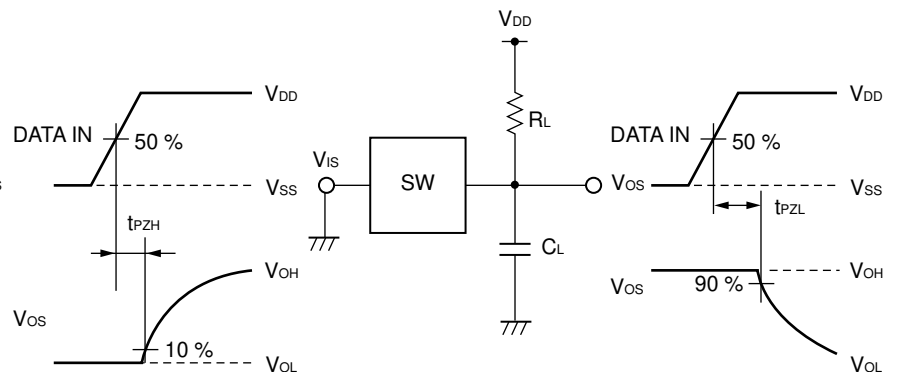 VDD
DATA IN
50 %
VSS
tPZH
VOH
VOS
10 %
VOL
VDD
RL
VIS
SW
VOS
CL
VDD
DATA IN
50 %
VSS
tPZL
VOH
VOS
90 %
VOL